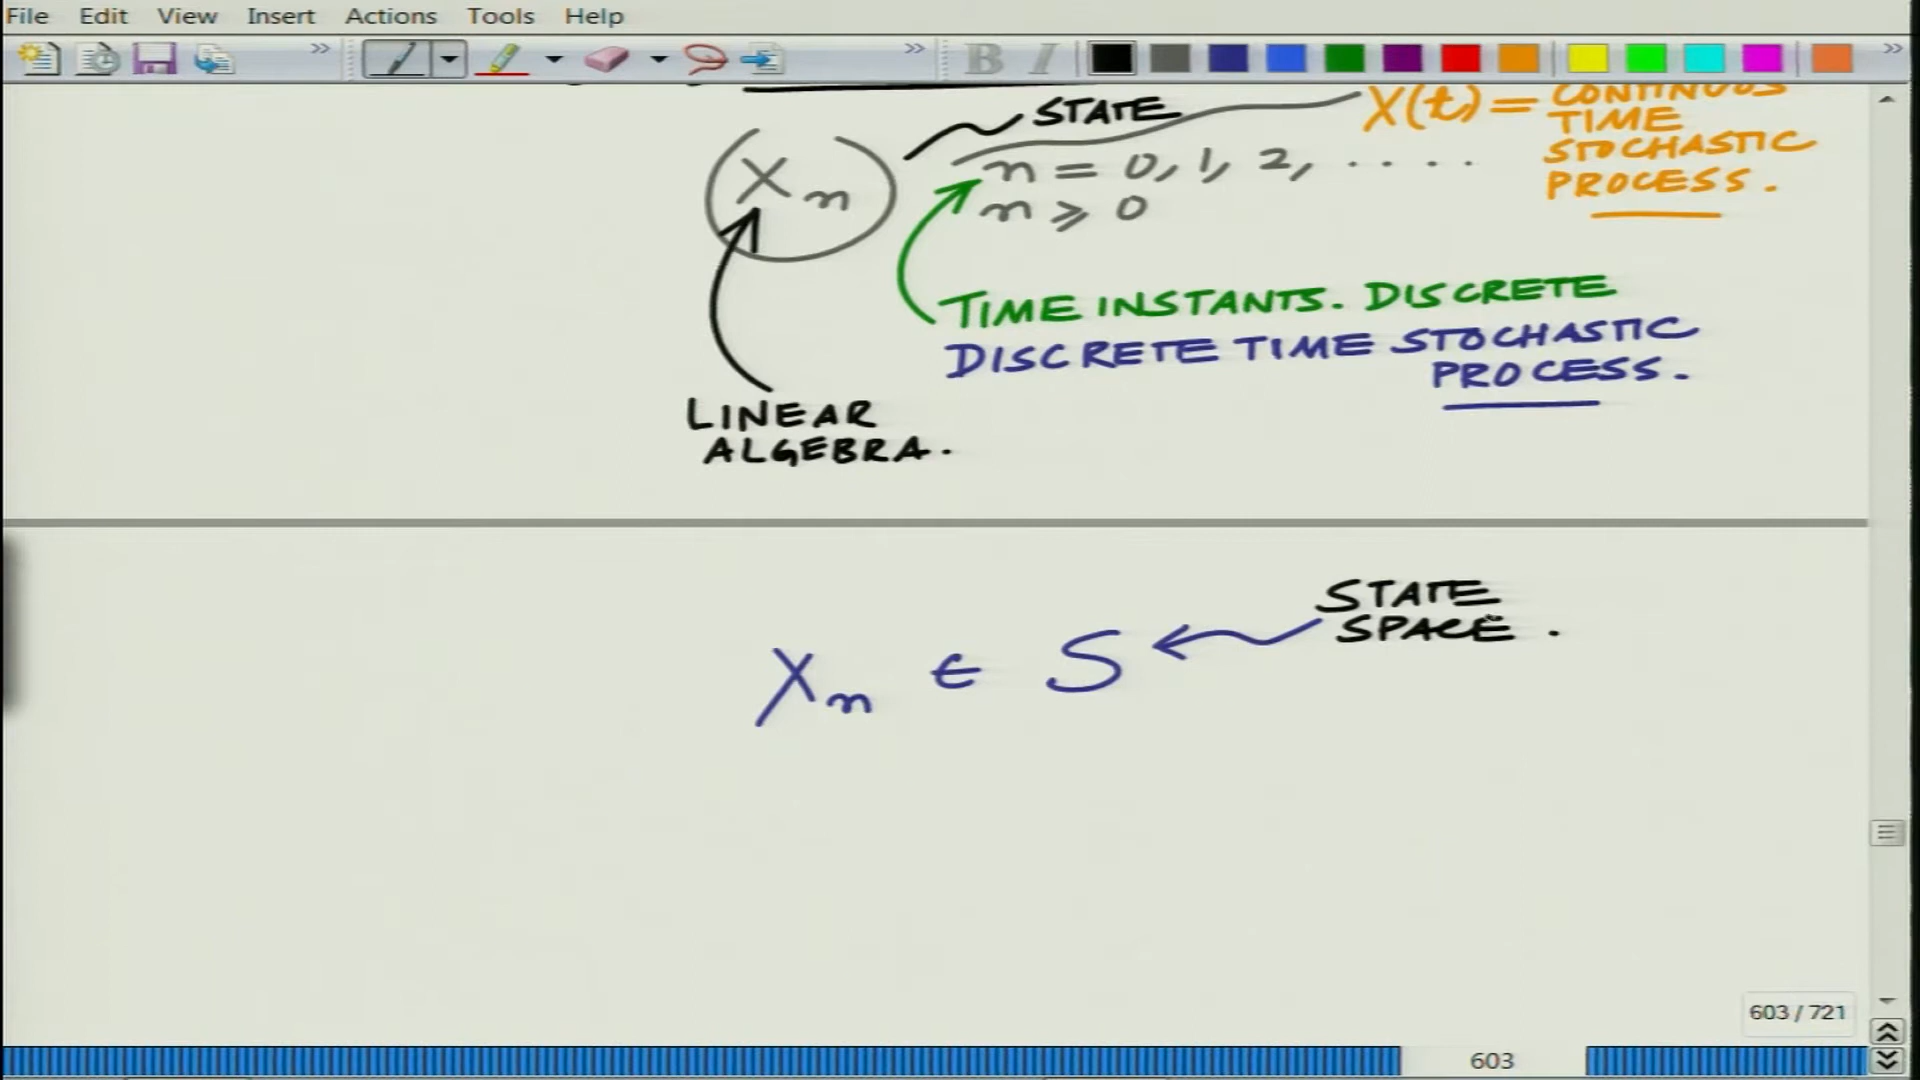 File Edit View Insert Actions Tools Help
B I
STATE
X(t) = CONTINUOUS
TIME
STOCHASTIC
PROCESS.
Xn
n = 0, 1, 2, ....
n ⩾ 0
TIME INSTANTS. DISCRETE
DISCRETE TIME STOCHASTIC
PROCESS.
LINEAR
ALGEBRA.
STATE
SPACE.
Xn ∈ S
603 / 721
603